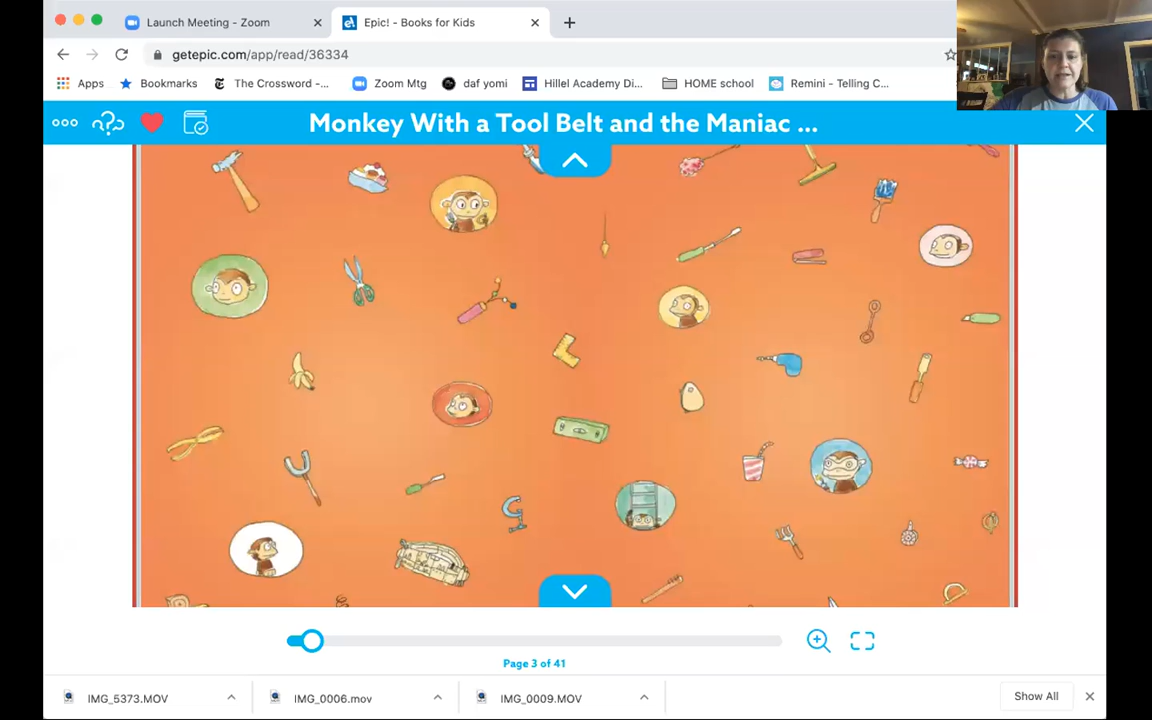 Launch Meeting - Zoom
Epic! - Books for Kids
getepic.com/app/read/36334
Apps
Bookmarks
The Crossword -...
Zoom Mtg
daf yomi
Hillel Academy Di...
HOME school
Remini - Telling C...
Monkey With a Tool Belt and the Maniac ...
Page 3 of 41
IMG_5373.MOV
IMG_0006.mov
IMG_0009.MOV
Show All